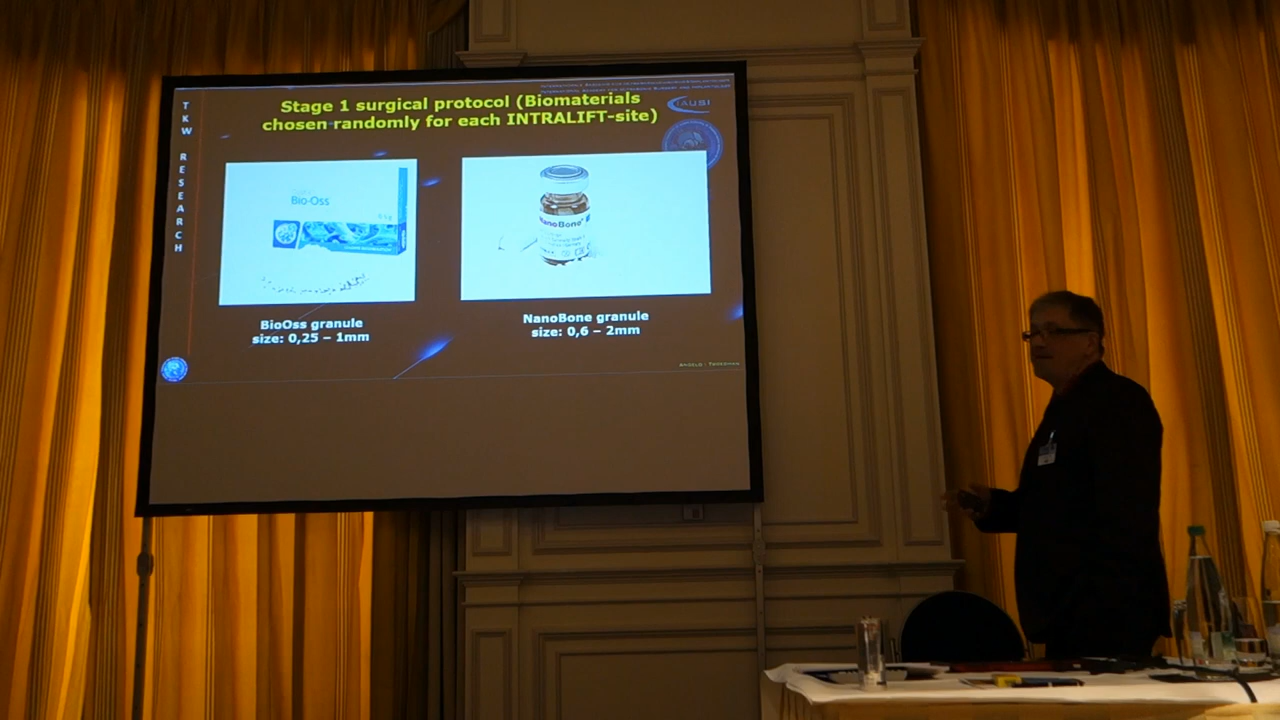 Stage 1 surgical protocol (Biomaterials
chosen randomly for each INTRALIFT-site)
IAUSI
TKW RESEARCH
Bio-Oss
NanoBone
BioOss granule
size: 0,25 – 1mm
NanoBone granule
size: 0,6 – 2mm